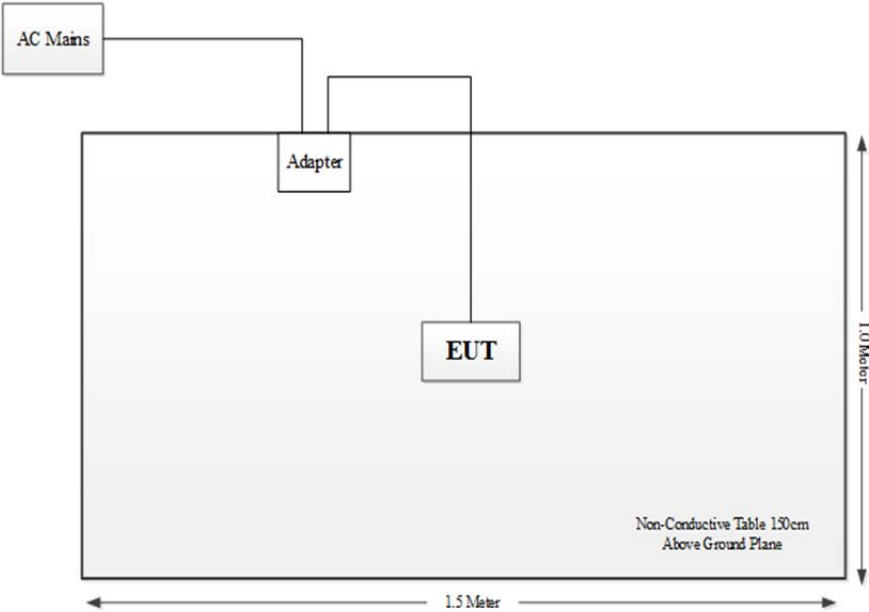 AC Mains
Adapter
EUT
1.0 Meter
Non-Conductive Table 150cm
Above Ground Plane
1.5 Meter